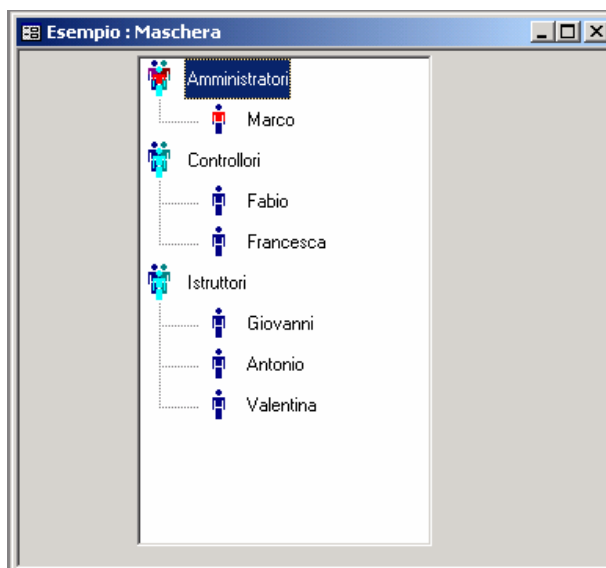 Esempio : Maschera
Amministratori
Marco
Controllori
Fabio
Francesca
Istruttori
Giovanni
Antonio
Valentina